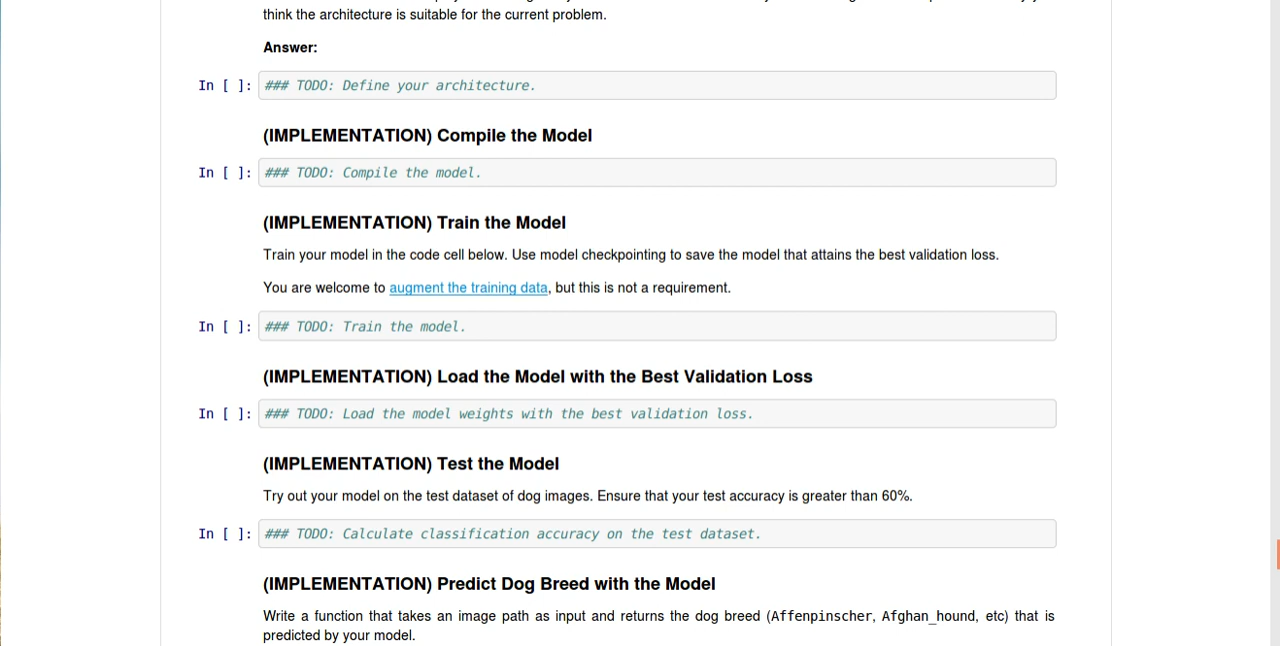 think the architecture is suitable for the current problem.
Answer:
In [ ]: ### TODO: Define your architecture.
(IMPLEMENTATION) Compile the Model
In [ ]: ### TODO: Compile the model.
(IMPLEMENTATION) Train the Model
Train your model in the code cell below. Use model checkpointing to save the model that attains the best validation loss.
You are welcome to augment the training data, but this is not a requirement.
In [ ]: ### TODO: Train the model.
(IMPLEMENTATION) Load the Model with the Best Validation Loss
In [ ]: ### TODO: Load the model weights with the best validation loss.
(IMPLEMENTATION) Test the Model
Try out your model on the test dataset of dog images. Ensure that your test accuracy is greater than 60%.
In [ ]: ### TODO: Calculate classification accuracy on the test dataset.
(IMPLEMENTATION) Predict Dog Breed with the Model
Write a function that takes an image path as input and returns the dog breed (Affenpinscher, Afghan_hound, etc) that is
predicted by your model.